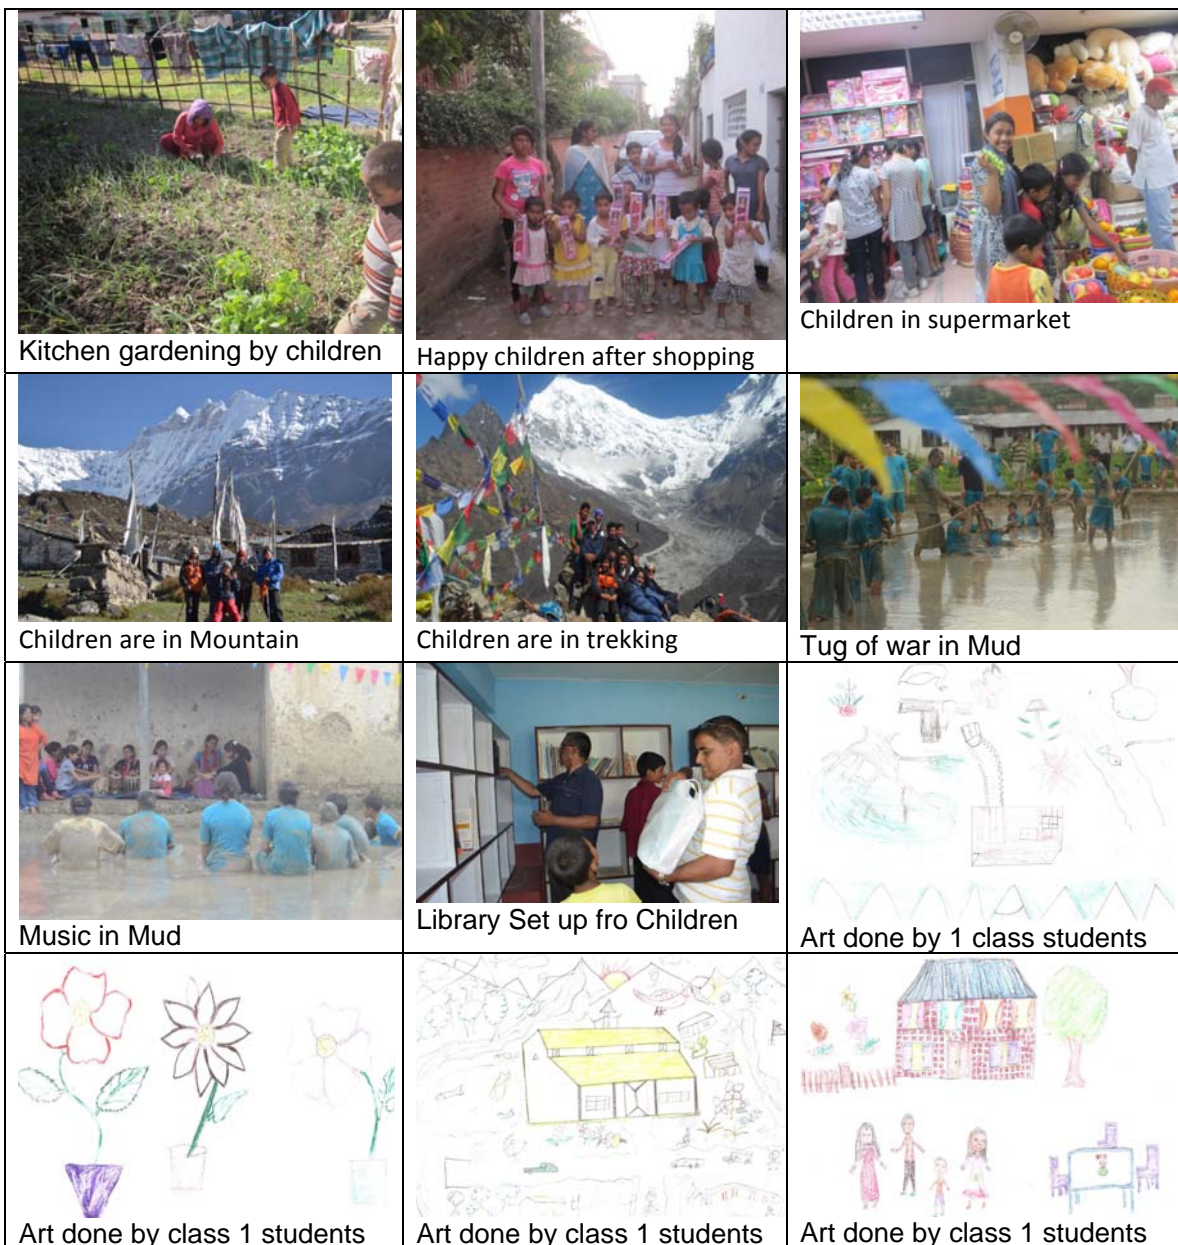 Kitchen gardening by children
Happy children after shopping
Children in supermarket
Children are in Mountain
Children are in trekking
Tug of war in Mud
Music in Mud
Library Set up fro Children
Art done by 1 class students
Art done by class 1 students
Art done by class 1 students
Art done by class 1 students